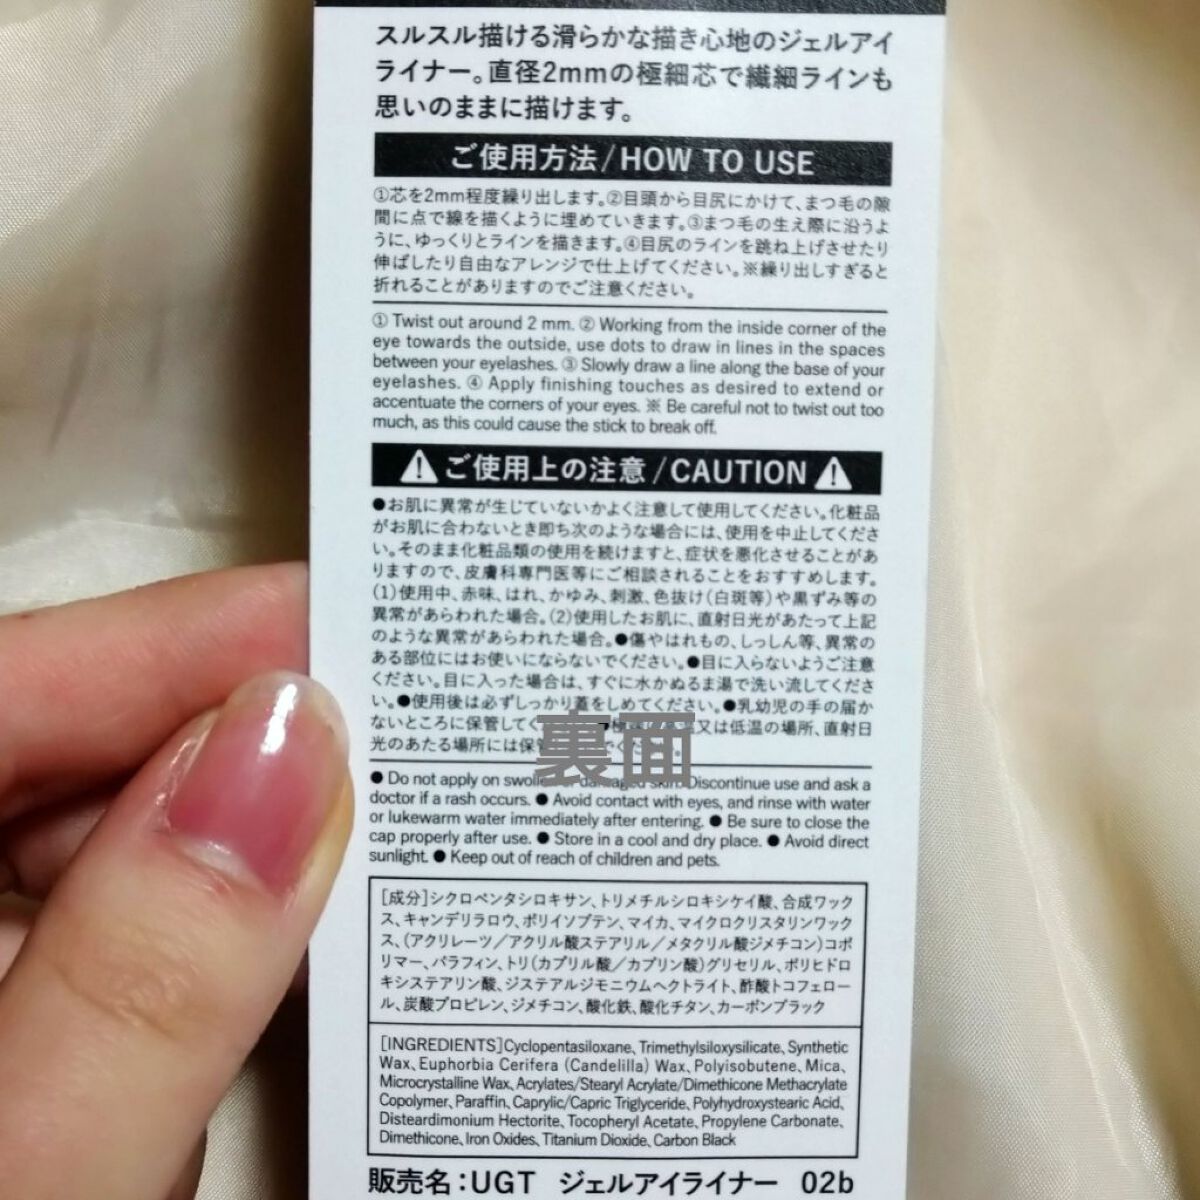 スルスル描ける滑らかな描き心地のジェルアイ
ライナー。直径2mmの極細芯で繊細ラインも
思いのままに描けます。
ご使用方法/HOW TO USE
①芯を2mm程度繰り出します。②目頭から目尻にかけて、まつ毛の隙
間に点で線を描くように埋めていきます。③まつ毛の生え際に沿うよ
うに、ゆっくりとラインを描きます。④目尻のラインを跳ね上げさせたり
伸ばしたり自由なアレンジで仕上げてください。※繰り出しすぎると
折れることがありますのでご注意ください。
① Twist out around 2 mm. ② Working from the inside corner of the
eye towards the outside, use dots to draw in lines in the spaces
between your eyelashes. ③ Slowly draw a line along the base of your
eyelashes. ④ Apply finishing touches as desired to extend or
accentuate the corners of your eyes. ※ Be careful not to twist out too
much, as this could cause the stick to break off.
ご使用上の注意/CAUTION
●お肌に異常が生じていないかよく注意して使用してください。化粧品
がお肌に合わないとき即ち次のような場合には、使用を中止してくださ
い。そのまま化粧品類の使用を続けますと、症状を悪化させることがあ
りますので、皮膚科専門医等にご相談されることをおすすめします。
(1)使用中、赤味、はれ、かゆみ、刺激、色抜け(白斑等)や黒ずみ等の
異常があらわれた場合。(2)使用したお肌に、直射日光があたって上記
のような異常があらわれた場合。●傷やはれもの、しっしん等、異常の
ある部位にはお使いにならないでください。●目に入らないようご注意
ください。目に入った場合は、すぐに水かぬるま湯で洗い流してくださ
い。●使用後は必ずしっかり蓋をしめてください。●乳幼児の手の届か
ないところに保管してく 又は低温の場所、直射日
光のあたる場所には保管 でください。
裏面
● Do not apply on swollen or damaged skin. Discontinue use and ask a
doctor if a rash occurs. ● Avoid contact with eyes, and rinse with water
or lukewarm water immediately after entering. ● Be sure to close the
cap properly after use. ● Store in a cool and dry place. ● Avoid direct
sunlight. ● Keep out of reach of children and pets.
[成分]シクロペンタシロキサン、トリメチルシロキシケイ酸、合成ワック
ス、キャンデリラロウ、ポリイソブテン、マイカ、マイクロクリスタリンワック
ス、(アクリレーツ/アクリル酸ステアリル/メタクリル酸ジメチコン)コポ
リマー、パラフィン、トリ(カプリル酸/カプリン酸)グリセリル、ポリヒドロ
キシステアリン酸、ジステアルジモニウムヘクトライト、酢酸トコフェロー
ル、炭酸プロピレン、ジメチコン、酸化鉄、酸化チタン、カーボンブラック
[INGREDIENTS]Cyclopentasiloxane, Trimethylsiloxysilicate, Synthetic
Wax, Euphorbia Cerifera (Candelilla) Wax, Polyisobutene, Mica,
Microcrystalline Wax, Acrylates/Stearyl Acrylate/Dimethicone Methacrylate
Copolymer, Paraffin, Caprylic/Capric Triglyceride, Polyhydroxystearic Acid,
Disteardimonium Hectorite, Tocopheryl Acetate, Propylene Carbonate,
Dimethicone, Iron Oxides, Titanium Dioxide, Carbon Black
販売名:UGT ジェルアイライナー 02b